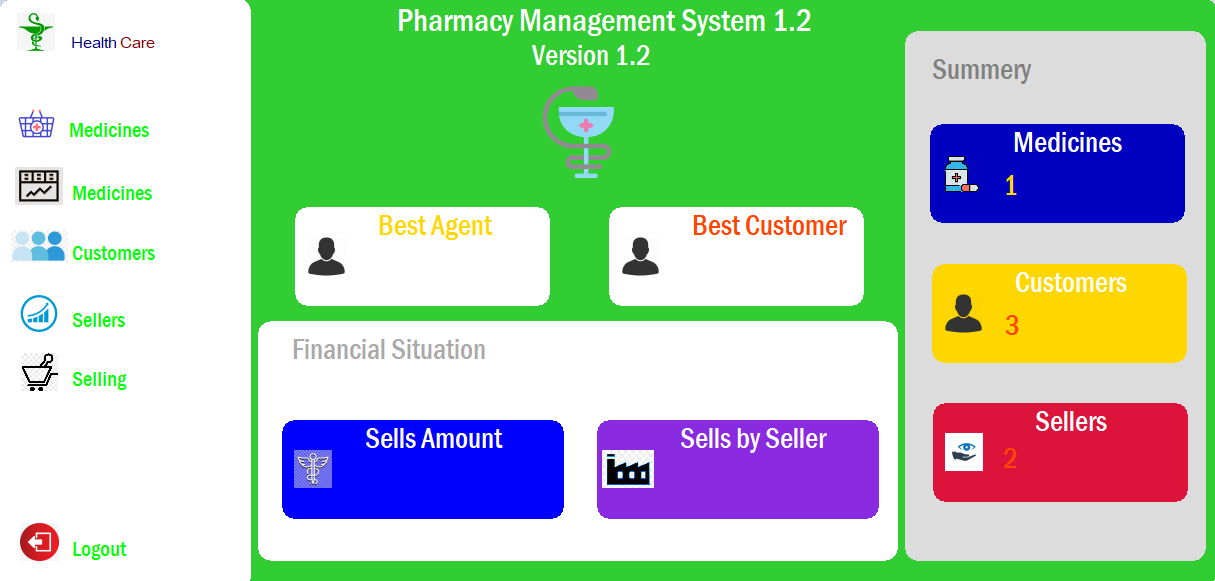 Health Care
Medicines
Medicines
Customers
Sellers
Selling
Logout
Pharmacy Management System 1.2
Version 1.2
Best Agent
Best Customer
Financial Situation
Sells Amount
Sells by Seller
Summery
Medicines
1
Customers
3
Sellers
2